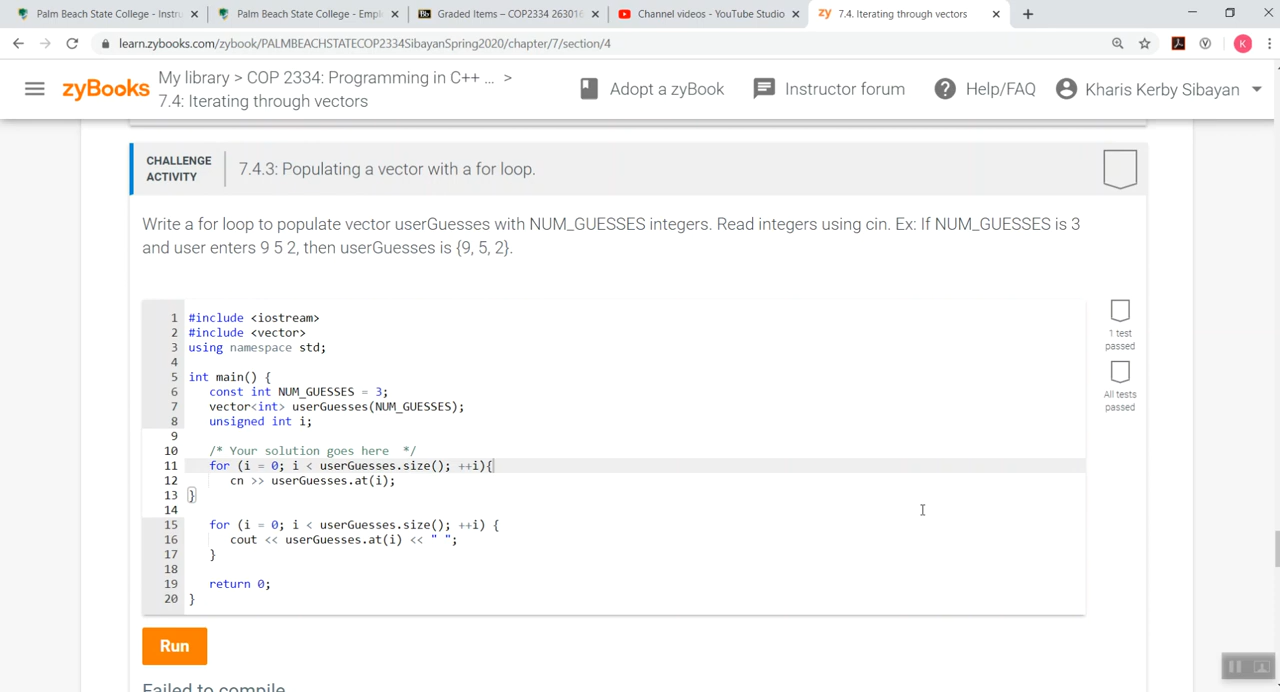 Palm Beach State College - Instru
Palm Beach State College - Empl
Bb Graded Items – COP2334 263016
Channel videos - YouTube Studio
zy 7.4. Iterating through vectors
learn.zybooks.com/zybook/PALMBEACHSTATECOP2334SibayanSpring2020/chapter/7/section/4
K
zyBooks
My library > COP 2334: Programming in C++ ... >
7.4: Iterating through vectors
Adopt a zyBook
Instructor forum
Help/FAQ
Kharis Kerby Sibayan
CHALLENGE
ACTIVITY
7.4.3: Populating a vector with a for loop.
Write a for loop to populate vector userGuesses with NUM_GUESSES integers. Read integers using cin. Ex: If NUM_GUESSES is 3
and user enters 9 5 2, then userGuesses is {9, 5, 2}.
1 #include <iostream>
2 #include <vector>
3 using namespace std;
4
5 int main() {
6 const int NUM_GUESSES = 3;
7 vector<int> userGuesses(NUM_GUESSES);
8 unsigned int i;
9
10 /* Your solution goes here */
11 for (i = 0; i < userGuesses.size(); ++i){
12 cn >> userGuesses.at(i);
13 }
14
15 for (i = 0; i < userGuesses.size(); ++i) {
16 cout << userGuesses.at(i) << " ";
17 }
18
19 return 0;
20 }
1 test
passed
All tests
passed
Run
Failed to compile